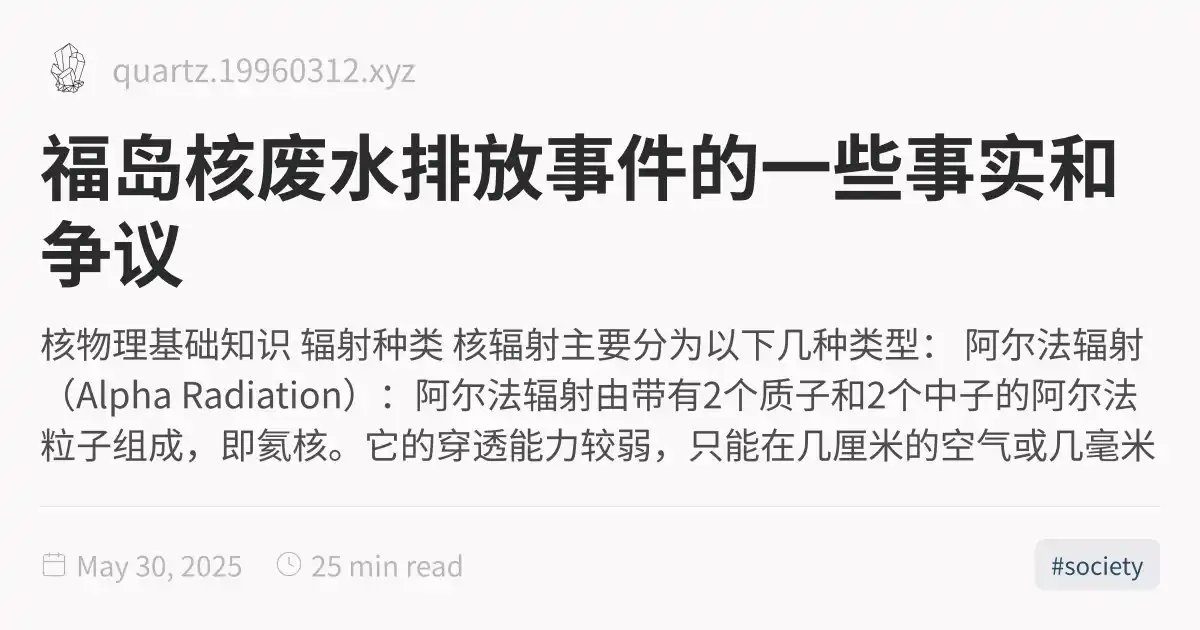 quartz.19960312.xyz
福岛核废水排放事件的一些事实和
争议
核物理基础知识 辐射种类 核辐射主要分为以下几种类型： 阿尔法辐射
（Alpha Radiation）：阿尔法辐射由带有2个质子和2个中子的阿尔法
粒子组成，即氦核。它的穿透能力较弱，只能在几厘米的空气或几毫米
May 30, 2025 25 min read
#society